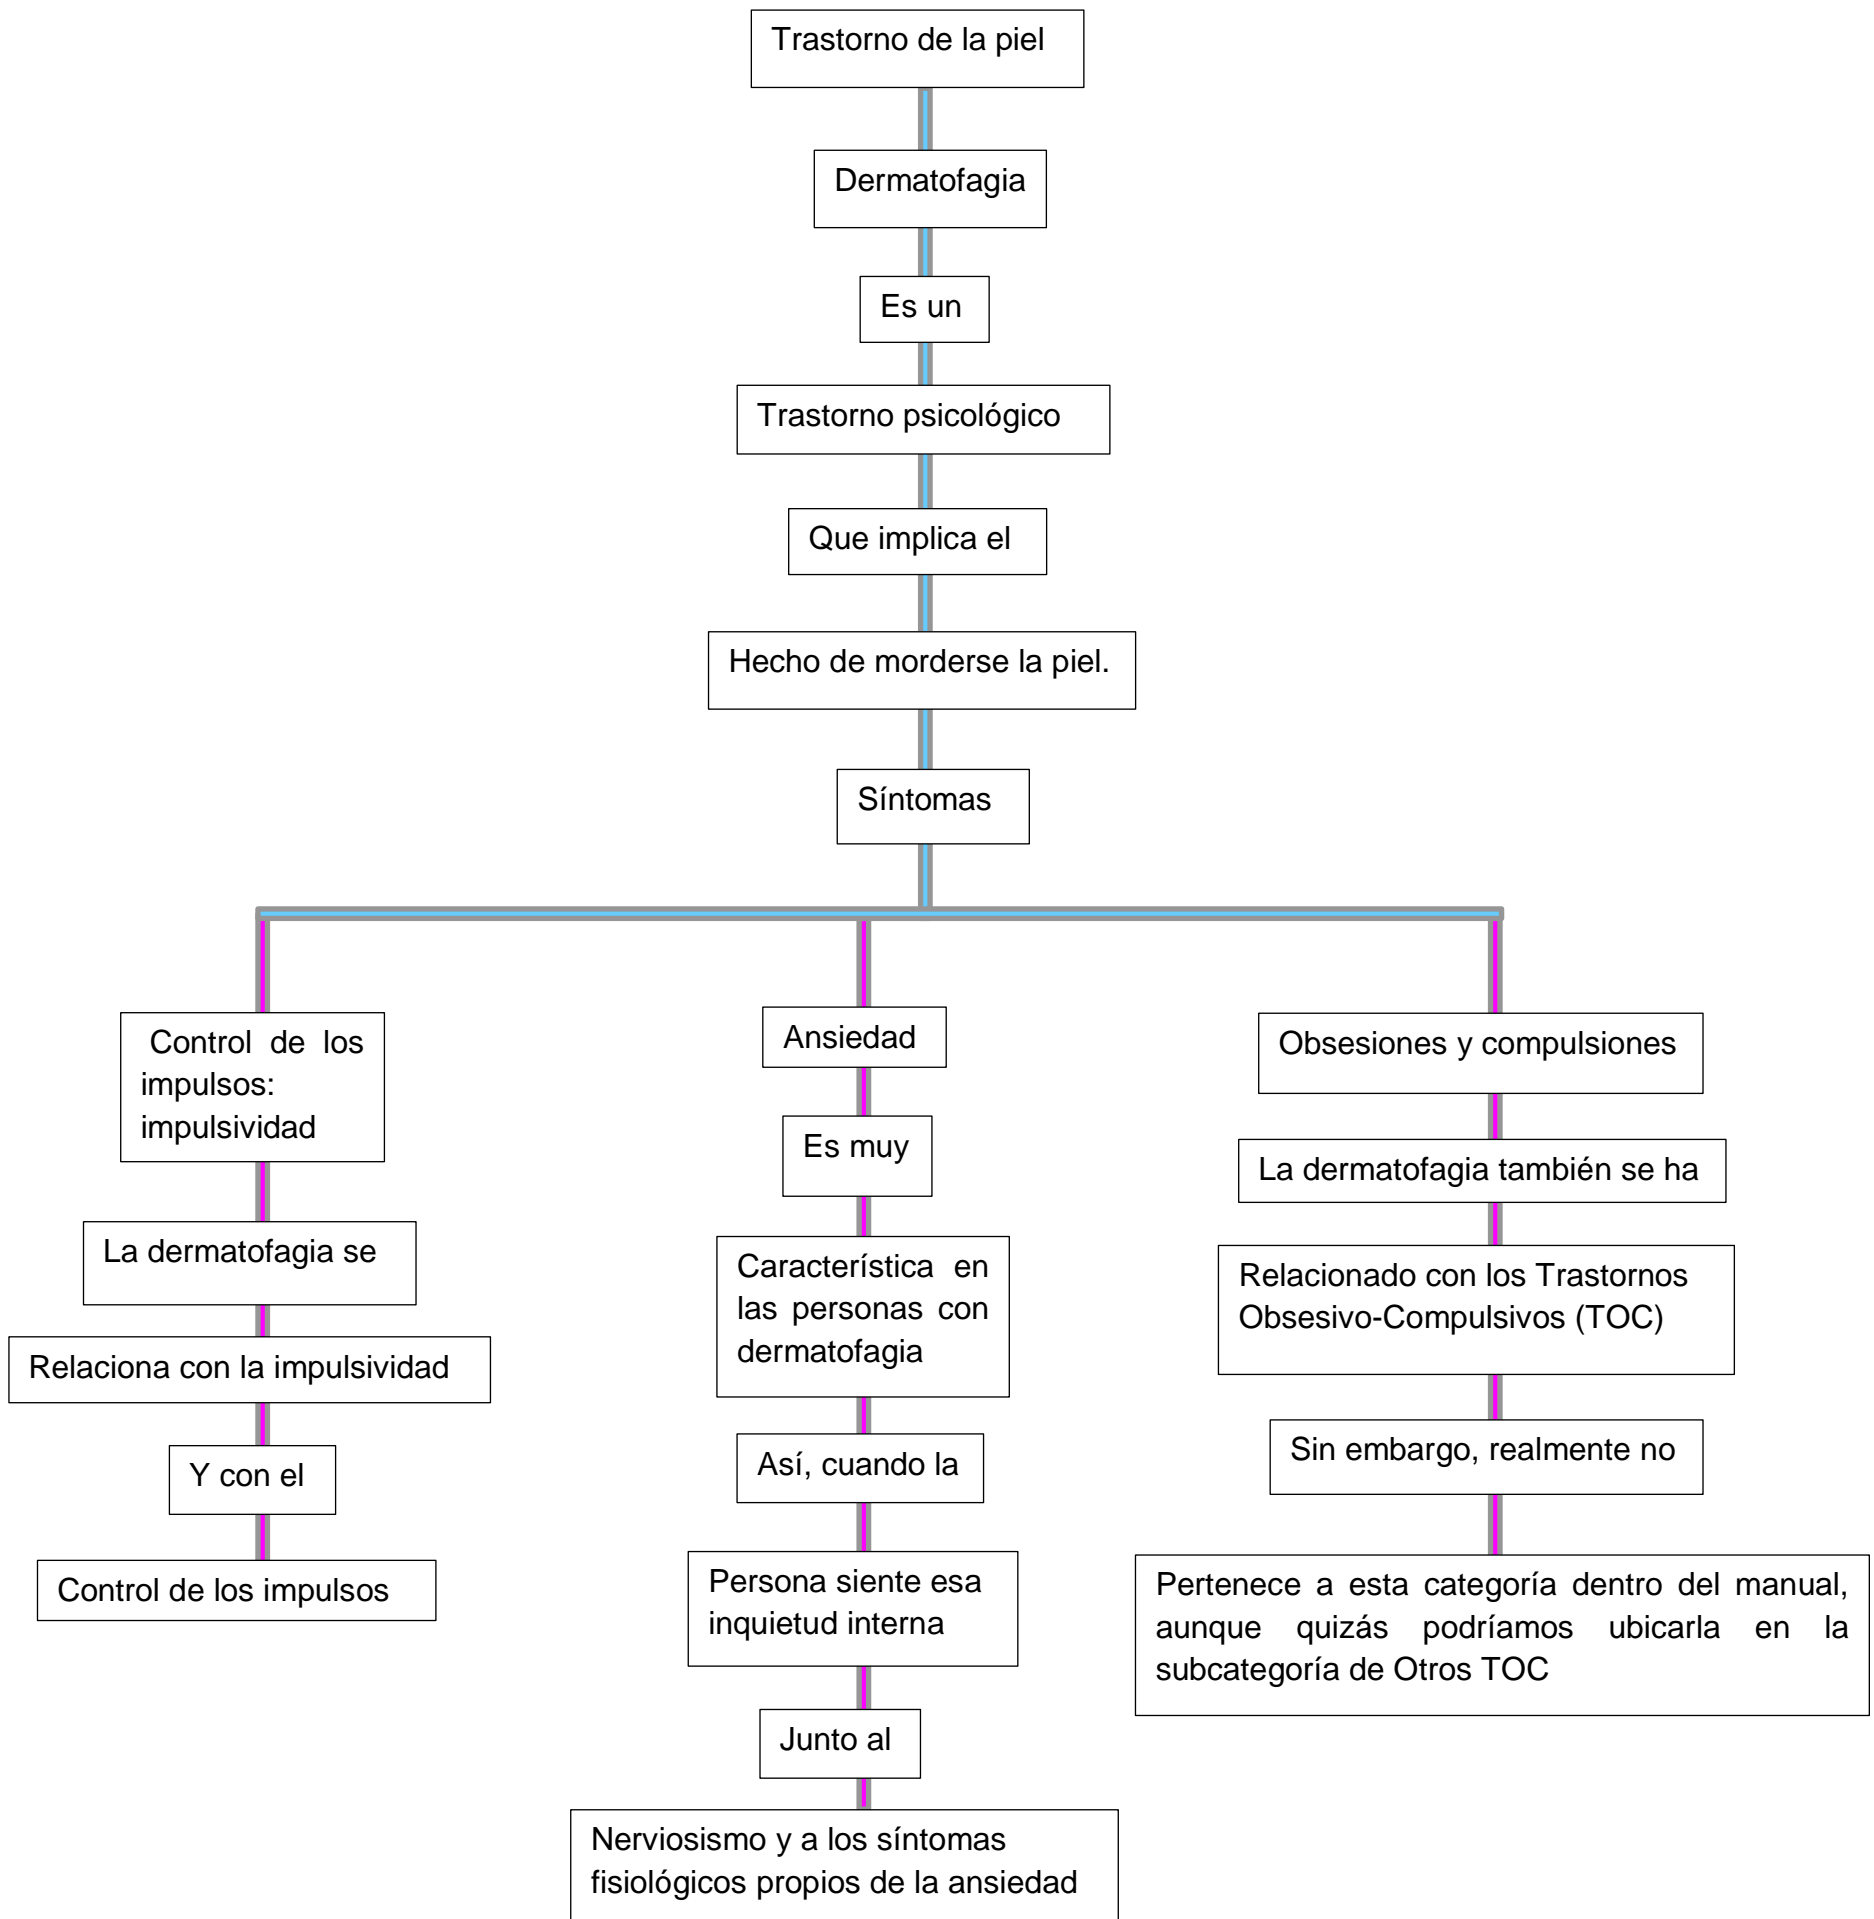 Trastorno de la piel
Dermatofagia
Es un
Trastorno psicológico
Que implica el
Hecho de morderse la piel.
Síntomas
Control de los
impulsos:
impulsividad
La dermatofagia se
Relaciona con la impulsividad
Y con el
Control de los impulsos
Ansiedad
Es muy
Característica en
las personas con
dermatofagia
Así, cuando la
Persona siente esa
inquietud interna
Junto al
Nerviosismo y a los síntomas
fisiológicos propios de la ansiedad
Obsesiones y compulsiones
La dermatofagia también se ha
Relacionado con los Trastornos
Obsesivo-Compulsivos (TOC)
Sin embargo, realmente no
Pertenece a esta categoría dentro del manual,
aunque quizás podríamos ubicarla en la
subcategoría de Otros TOC